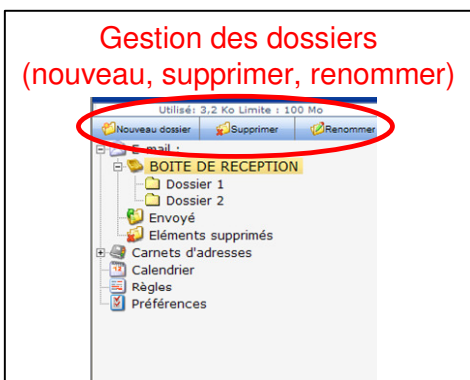 Gestion des dossiers
(nouveau, supprimer, renommer)
Utilisé: 3,2 Ko Limite : 100 Mo
Nouveau dossier Supprimer Renommer
E-mail :
BOITE DE RECEPTION
Dossier 1
Dossier 2
Envoyé
Eléments supprimés
Carnets d'adresses
Calendrier
Règles
Préférences